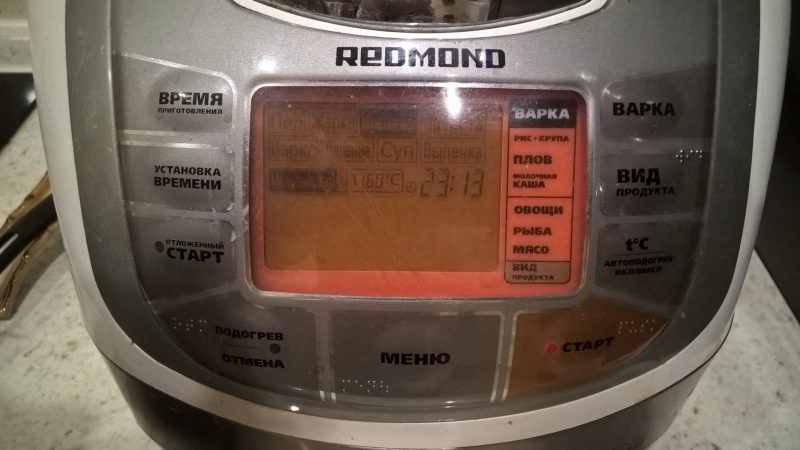 REDMOND
ВРЕМЯ
ПРИГОТОВЛЕНИЯ
УСТАНОВКА
ВРЕМЕНИ
ОТЛОЖЕННЫЙ
СТАРТ
ПОДОГРЕВ
ОТМЕНА
Жарка
Суп Выпечка
23:13
ВАРКА
РИС • КРУПА
ПЛОВ
МОЛОЧНАЯ
КАША
ОВОЩИ
РЫБА
МЯСО
ВИД
ПРОДУКТА
МЕНЮ
ВАРКА
ВИД
ПРОДУКТА
t°C
АВТОПОДОГРЕВ
ВКЛ/ВЫКЛ
СТАРТ